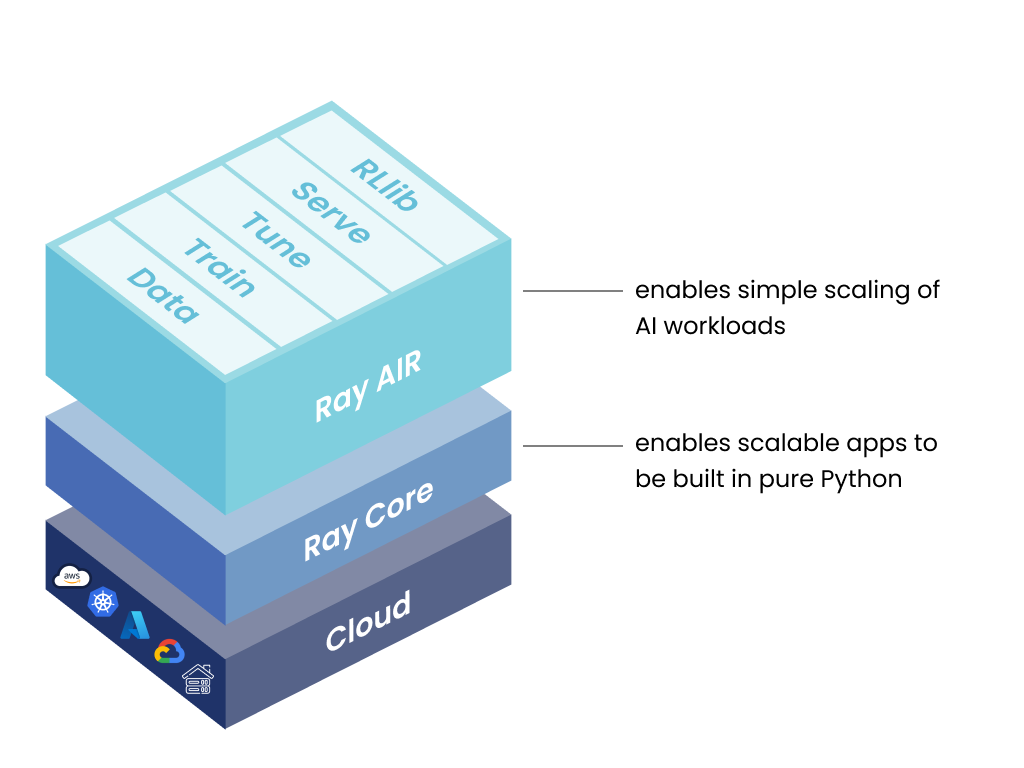 RLlib
Serve
Tune
Train
Data
Ray AIR
enables simple scaling of
AI workloads
Ray Core
enables scalable apps to
be built in pure Python
Cloud
aws